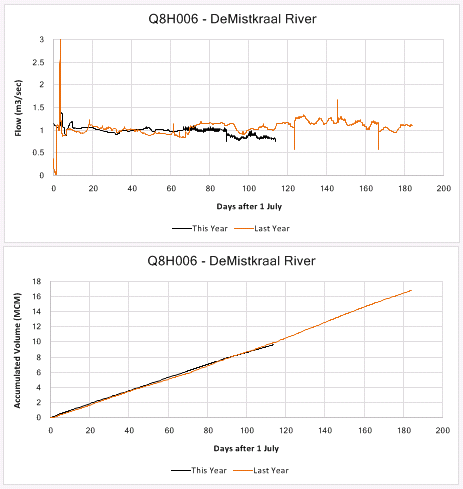 Q8H006 - DeMistkraal River
Flow (m3/sec)
3
2.5
2
1.5
1
0.5
0
0 20 40 60 80 100 120 140 160 180 200
Days after 1 July
This Year Last Year
Q8H006 - DeMistkraal River
Accumulated Volume (MCM)
18
16
14
12
10
8
6
4
2
0
0 20 40 60 80 100 120 140 160 180 200
Days after 1 July
This Year Last Year